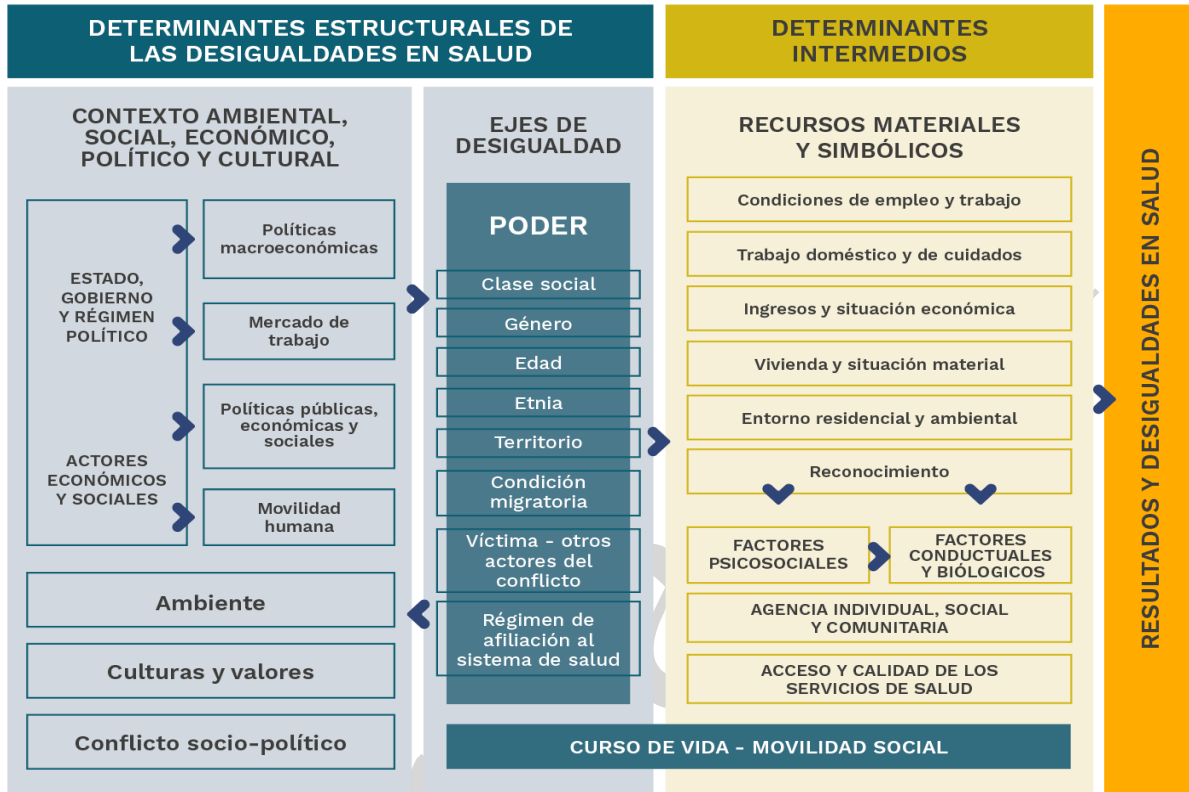 DETERMINANTES ESTRUCTURALES DE
LAS DESIGUALDADES EN SALUD
CONTEXTO AMBIENTAL,
SOCIAL, ECONÓMICO,
POLÍTICO Y CULTURAL
ESTADO,
GOBIERNO
Y RÉGIMEN
POLÍTICO
ACTORES
ECONÓMICOS
Y SOCIALES
Políticas
macroeconómicas
Mercado de
trabajo
Políticas públicas,
económicas y
sociales
Movilidad
humana
Ambiente
Culturas y valores
Conflicto socio-político
EJES DE
DESIGUALDAD
PODER
Clase social
Género
Edad
Etnia
Territorio
Condición
migratoria
Víctima - otros
actores del
conflicto
Régimen de
afiliación al
sistema de salud
DETERMINANTES
INTERMEDIOS
RECURSOS MATERIALES
Y SIMBÓLICOS
Condiciones de empleo y trabajo
Trabajo doméstico y de cuidados
Ingresos y situación económica
Vivienda y situación material
Entorno residencial y ambiental
Reconocimiento
FACTORES
PSICOSOCIALES
FACTORES
CONDUCTUALES
Y BIÓLOGICOS
AGENCIA INDIVIDUAL, SOCIAL
Y COMUNITARIA
ACCESO Y CALIDAD DE LOS
SERVICIOS DE SALUD
CURSO DE VIDA - MOVILIDAD SOCIAL
RESULTADOS Y DESIGUALDADES EN SALUD